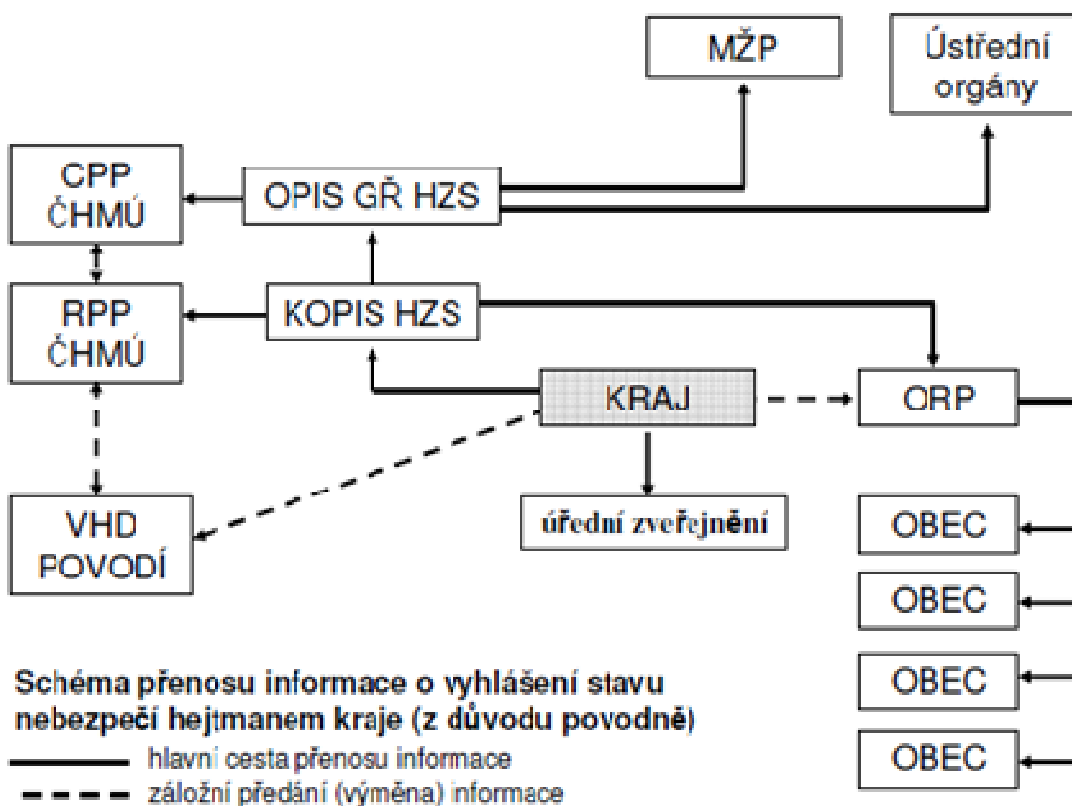 MŽP
Ústřední
orgány
CPP
ČHMÚ
OPIS GŘ HZS
RPP
ČHMÚ
KOPIS HZS
KRAJ
ORP
VHD
POVODÍ
úřední zveřejnění
OBEC
OBEC
OBEC
OBEC
Schéma přenosu informace o vyhlášení stavu
nebezpečí hejtmanem kraje (z důvodu povodně)
hlavní cesta přenosu informace
záložní předání (výměna) informace